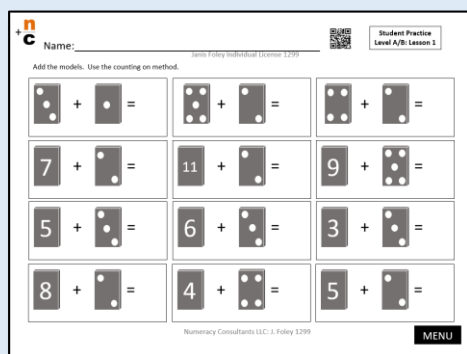 +n
c
Name:
Janis Foley Individual License 1299
Student Practice
Level A/B: Lesson 1
Add the models. Use the counting on method.
+ =
+ =
+ =
7 + =
11 + =
9 + =
5 + =
6 + =
3 + =
8 + =
4 + =
5 + =
Numeracy Consultants LLC: J. Foley 1299
MENU